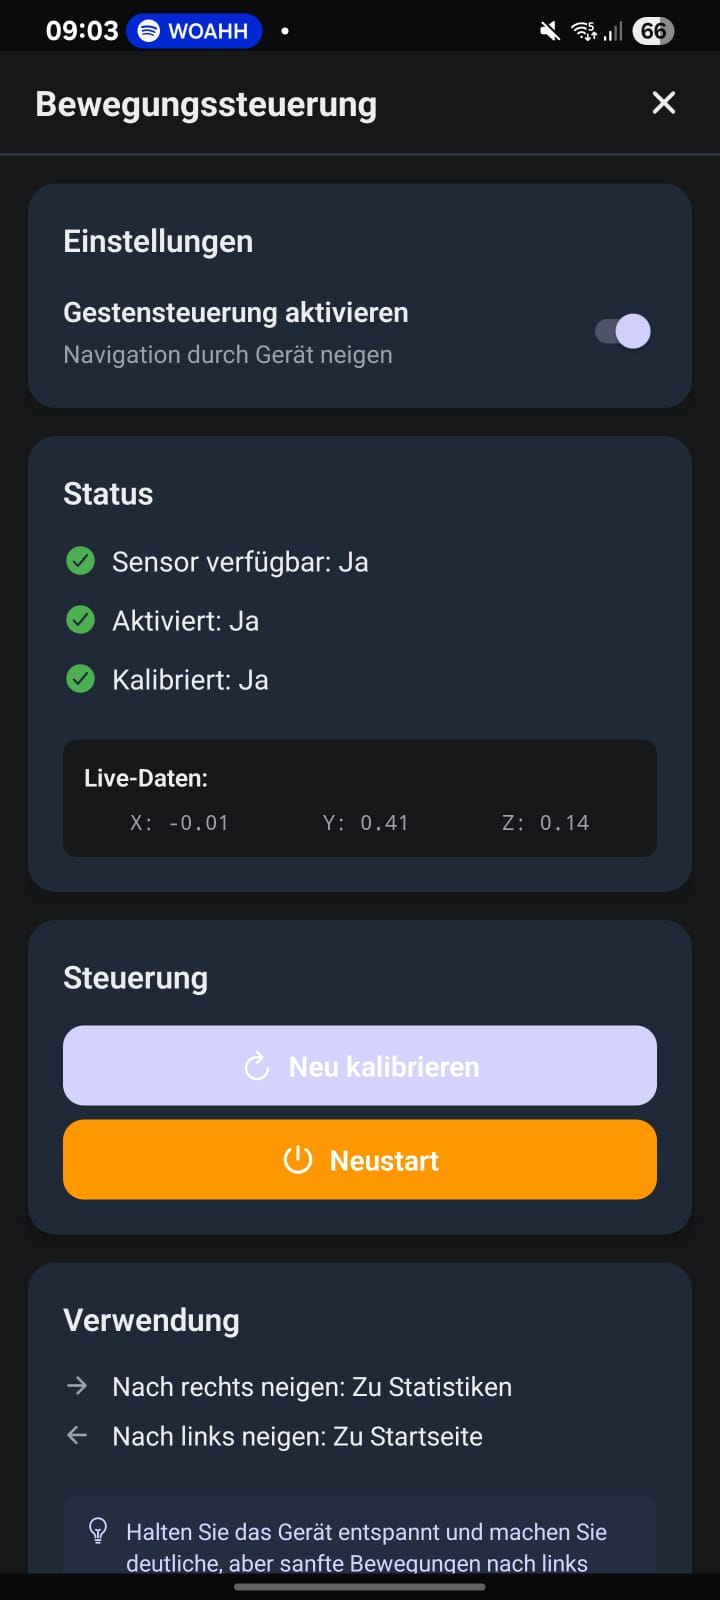 09:03 WOAHH 66
Bewegungssteuerung
Einstellungen
Gestensteuerung aktivieren
Navigation durch Gerät neigen
Status
Sensor verfügbar: Ja
Aktiviert: Ja
Kalibriert: Ja
Live-Daten:
X: -0.01 Y: 0.41 Z: 0.14
Steuerung
Neu kalibrieren
Neustart
Verwendung
Nach rechts neigen: Zu Statistiken
Nach links neigen: Zu Startseite
Halten Sie das Gerät entspannt und machen Sie
deutliche, aber sanfte Bewegungen nach links